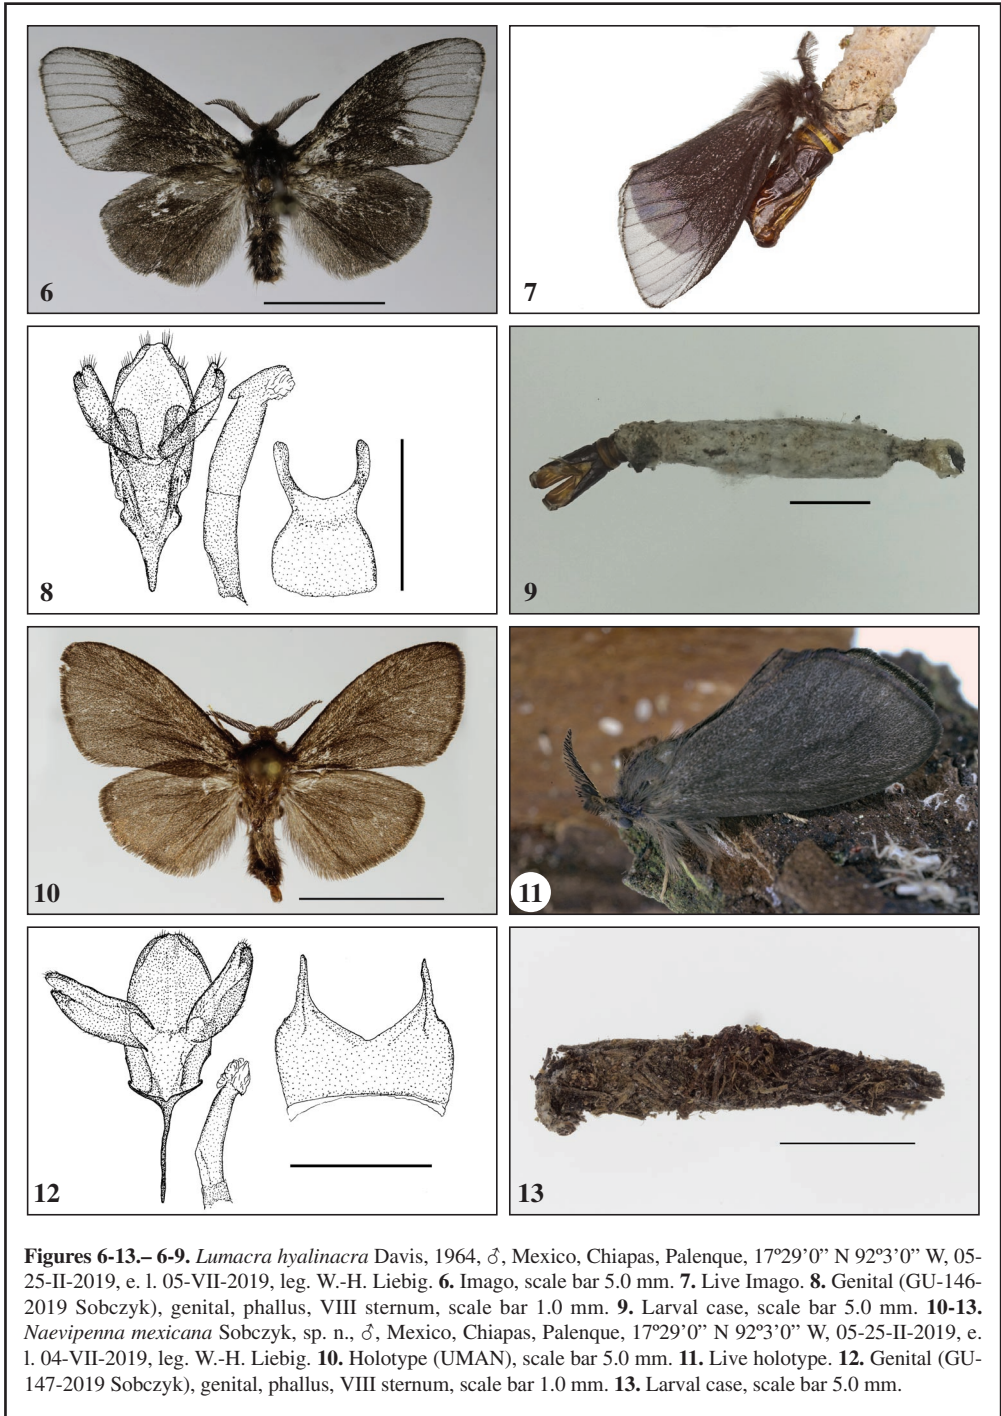 6
7
8
9
10
11
12
13
Figures 6-13.– 6-9. Lumacra hyalinacra Davis, 1964, ♂, Mexico, Chiapas, Palenque, 17º29’0” N 92º3’0” W, 05-
25-II-2019, e. l. 05-VII-2019, leg. W.-H. Liebig. 6. Imago, scale bar 5.0 mm. 7. Live Imago. 8. Genital (GU-146-
2019 Sobczyk), genital, phallus, VIII sternum, scale bar 1.0 mm. 9. Larval case, scale bar 5.0 mm. 10-13.
Naevipenna mexicana Sobczyk, sp. n., ♂, Mexico, Chiapas, Palenque, 17º29’0” N 92º3’0” W, 05-25-II-2019, e.
l. 04-VII-2019, leg. W.-H. Liebig. 10. Holotype (UMAN), scale bar 5.0 mm. 11. Live holotype. 12. Genital (GU-
147-2019 Sobczyk), genital, phallus, VIII sternum, scale bar 1.0 mm. 13. Larval case, scale bar 5.0 mm.